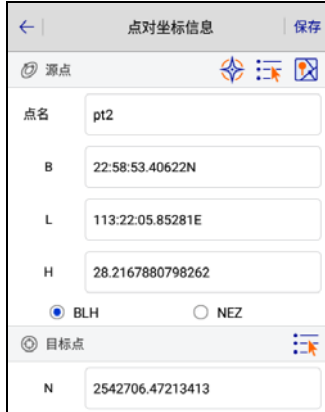 点对坐标信息 保存
源点
点名 pt2
B 22:58:53.40622N
L 113:22:05.85281E
H 28.2167880798262
BLH NEZ
目标点
N 2542706.47213413